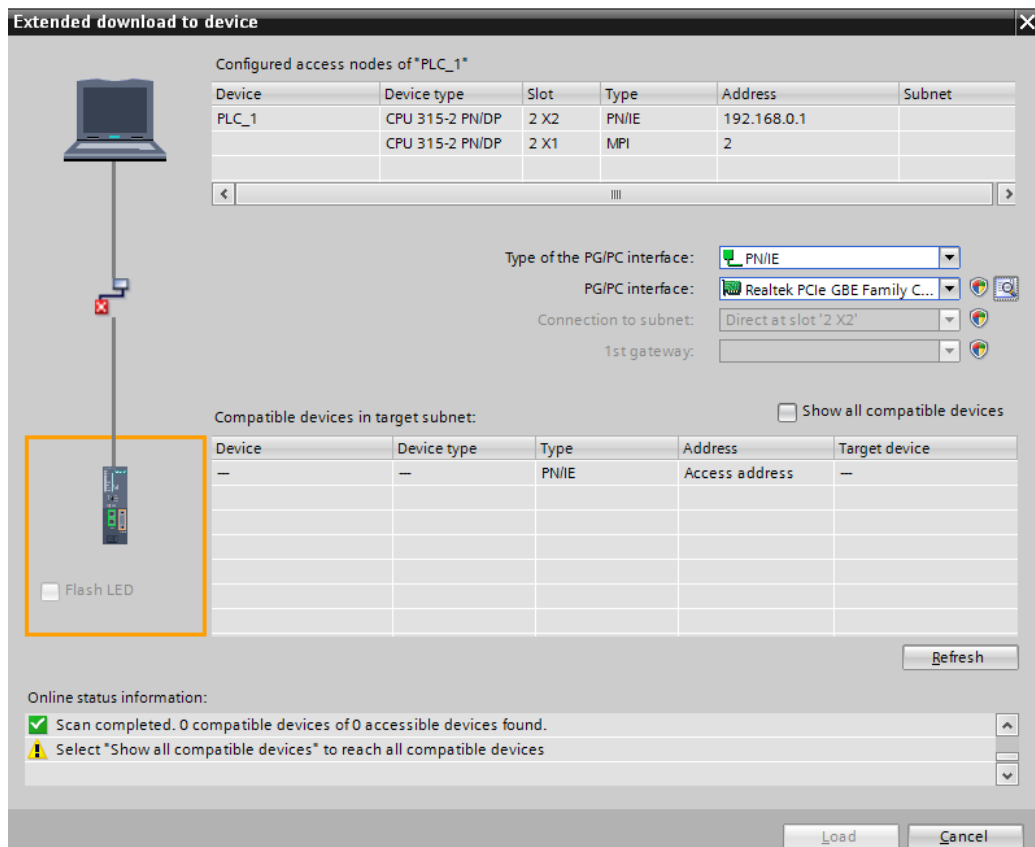 Extended download to device
Configured access nodes of "PLC_1"
Device Device type Slot Type Address Subnet
PLC_1 CPU 315-2 PN/DP 2 X2 PN/IE 192.168.0.1
CPU 315-2 PN/DP 2 X1 MPI 2
Type of the PG/PC interface: PN/IE
PG/PC interface: Realtek PCIe GBE Family C...
Connection to subnet: Direct at slot '2 X2'
1st gateway:
Compatible devices in target subnet: Show all compatible devices
Device Device type Type Address Target device
— — PN/IE Access address —
Flash LED
Refresh
Online status information:
Scan completed. 0 compatible devices of 0 accessible devices found.
Select "Show all compatible devices" to reach all compatible devices
Load Cancel